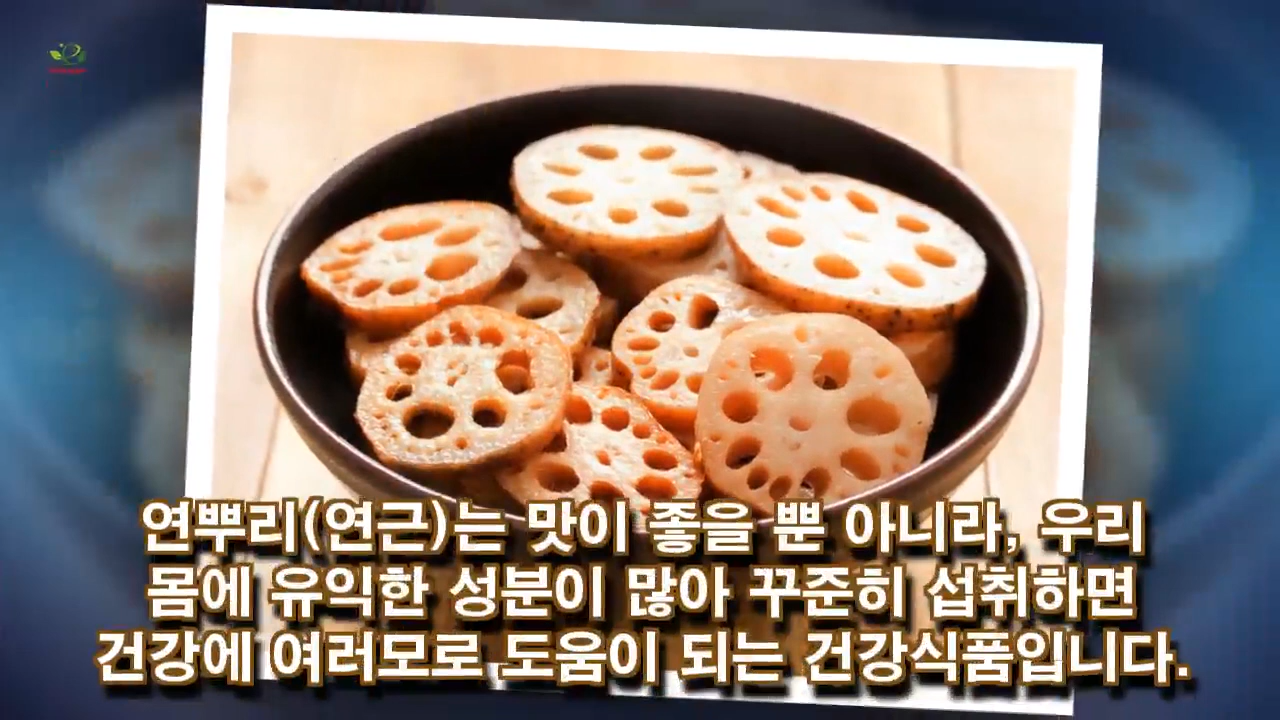 연뿌리(연근)는 맛이 좋을 뿐 아니라, 우리
몸에 유익한 성분이 많아 꾸준히 섭취하면
건강에 여러모로 도움이 되는 건강식품입니다.